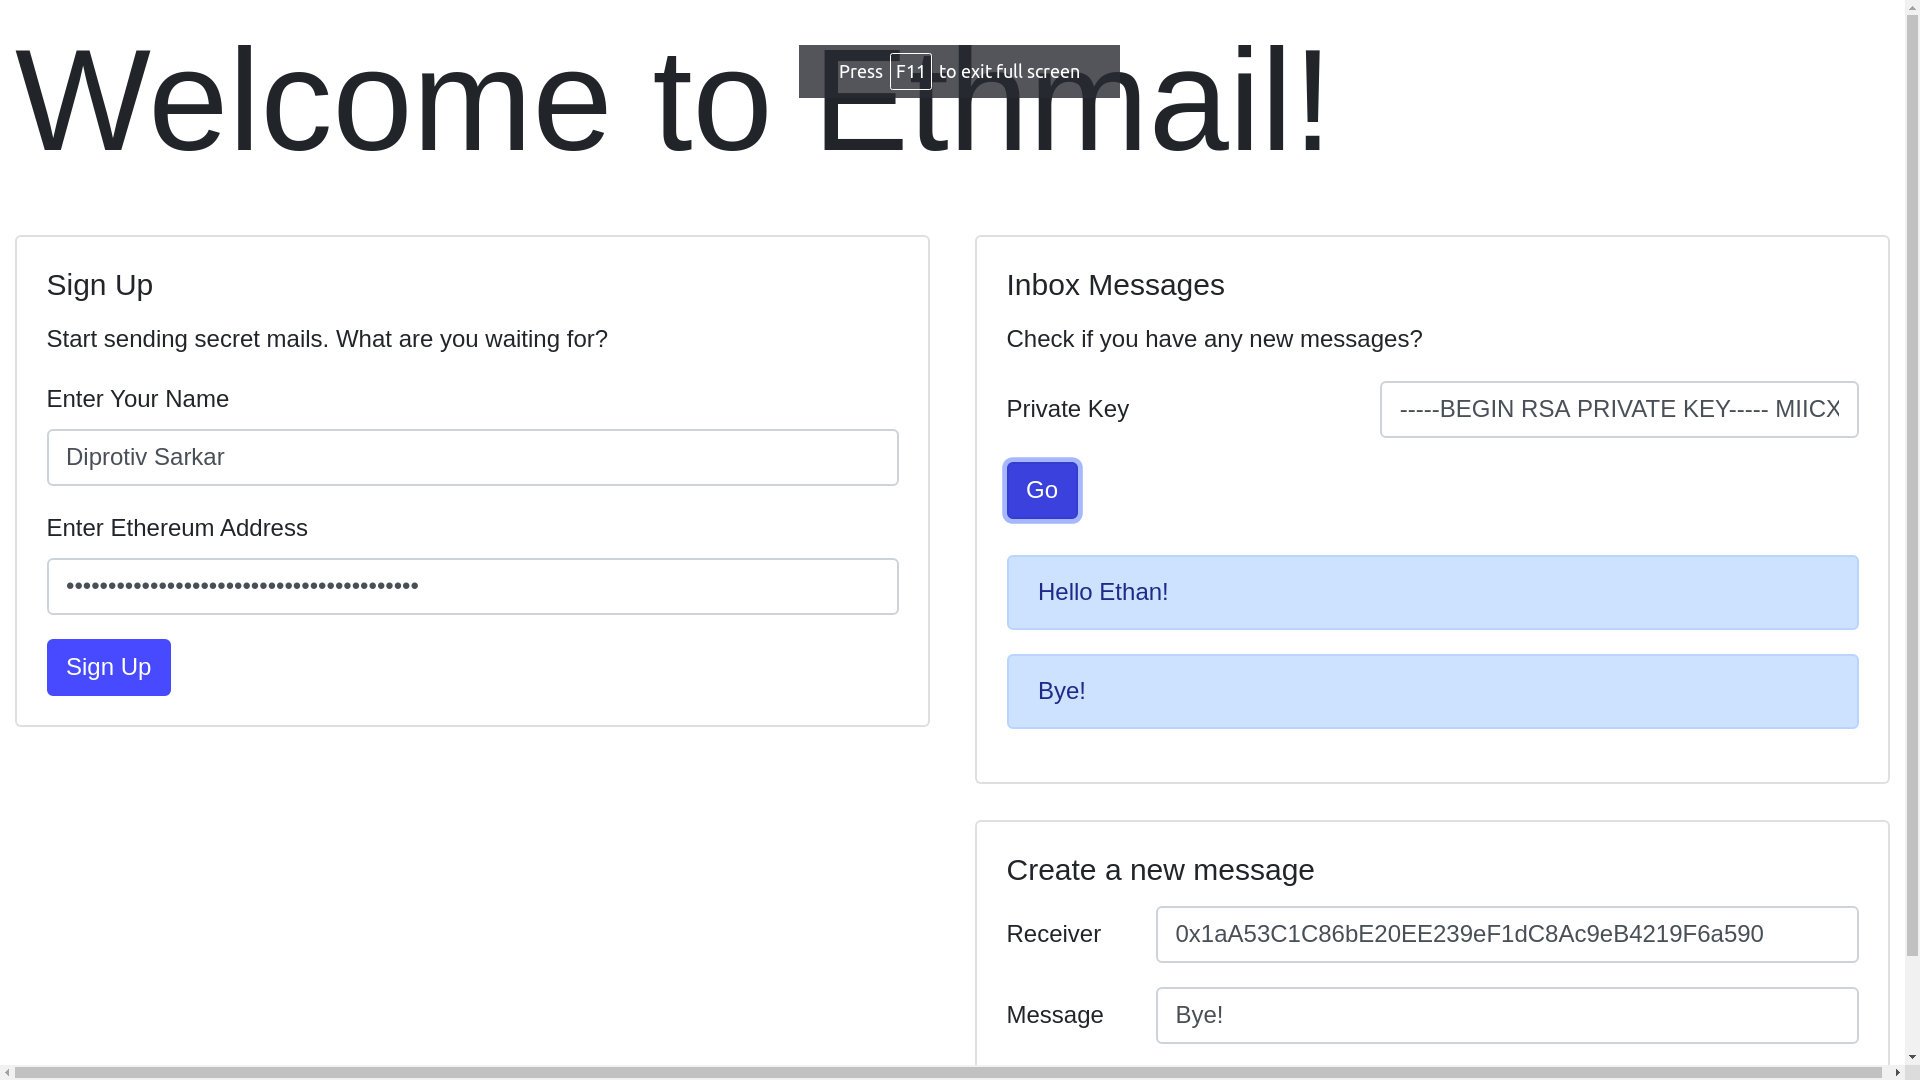 Welcome to Ethmail!
Press F11 to exit full screen
Sign Up
Start sending secret mails. What are you waiting for?
Enter Your Name
Diprotiv Sarkar
Enter Ethereum Address
••••••••••••••••••••••••••••••••••••••••••
Sign Up
Inbox Messages
Check if you have any new messages?
Private Key
-----BEGIN RSA PRIVATE KEY----- MIICX
Go
Hello Ethan!
Bye!
Create a new message
Receiver
0x1aA53C1C86bE20EE239eF1dC8Ac9eB4219F6a590
Message
Bye!